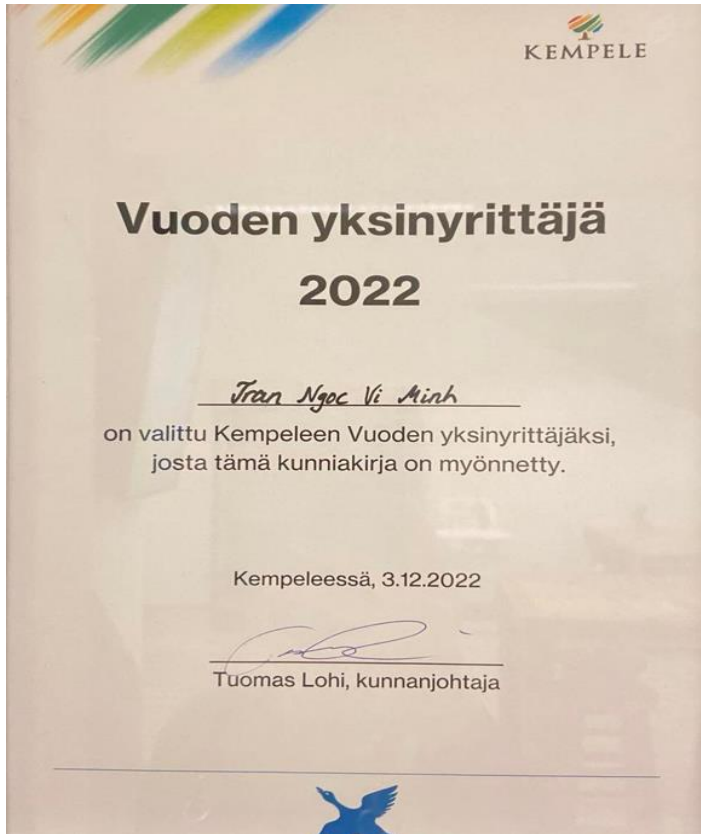 KEMPELE
Vuoden yksinyrittäjä
2022
Tran Ngoc Vi Minh
on valittu Kempeleen Vuoden yksinyrittäjäksi,
josta tämä kunniakirja on myönnetty.
Kempeleessä, 3.12.2022
Tuomas Lohi, kunnanjohtaja